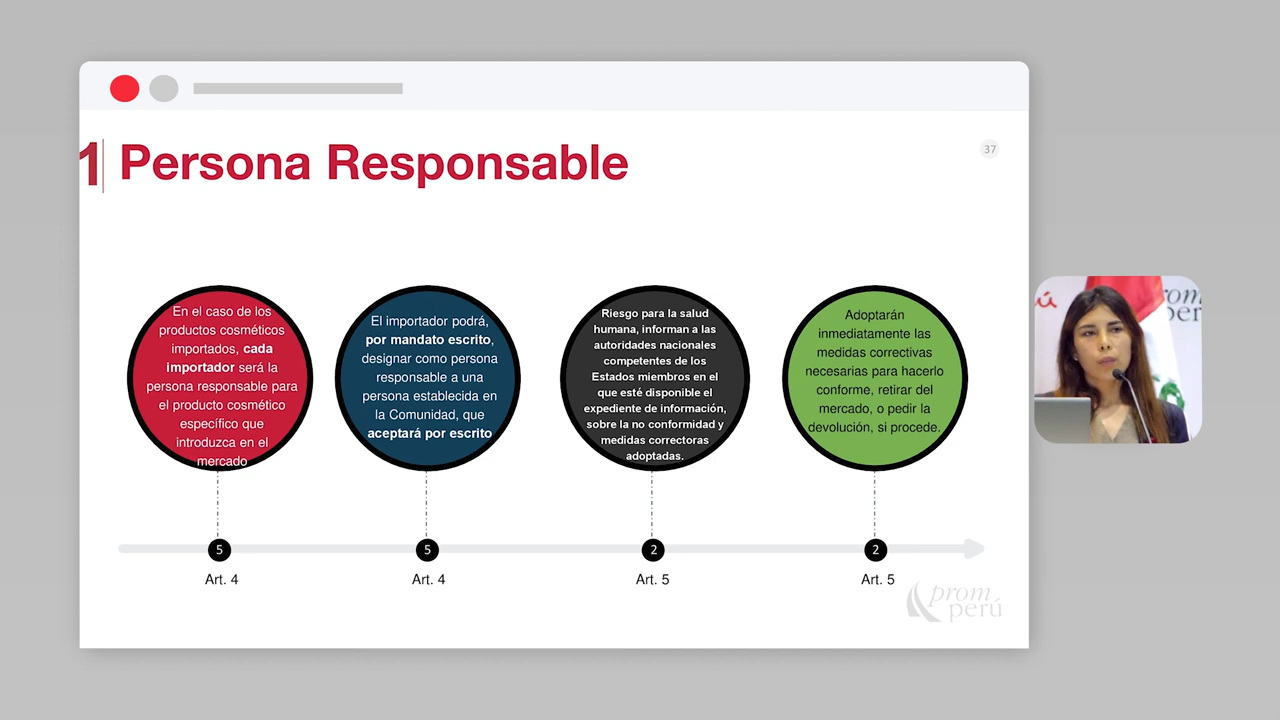 1 Persona Responsable
37
En el caso de los
productos cosméticos
importados, cada
importador será la
persona responsable para
el producto cosmético
específico que
introduzca en el
mercado
El importador podrá,
por mandato escrito,
designar como persona
responsable a una
persona establecida en
la Comunidad, que
aceptará por escrito
Riesgo para la salud
humana, informan a las
autoridades nacionales
competentes de los
Estados miembros en el
que esté disponible el
expediente de información,
sobre la no conformidad y
medidas correctoras
adoptadas.
Adoptarán
inmediatamente las
medidas correctivas
necesarias para hacerlo
conforme, retirar del
mercado, o pedir la
devolución, si procede.
5
5
2
2
Art. 4
Art. 4
Art. 5
Art. 5
prom
perú